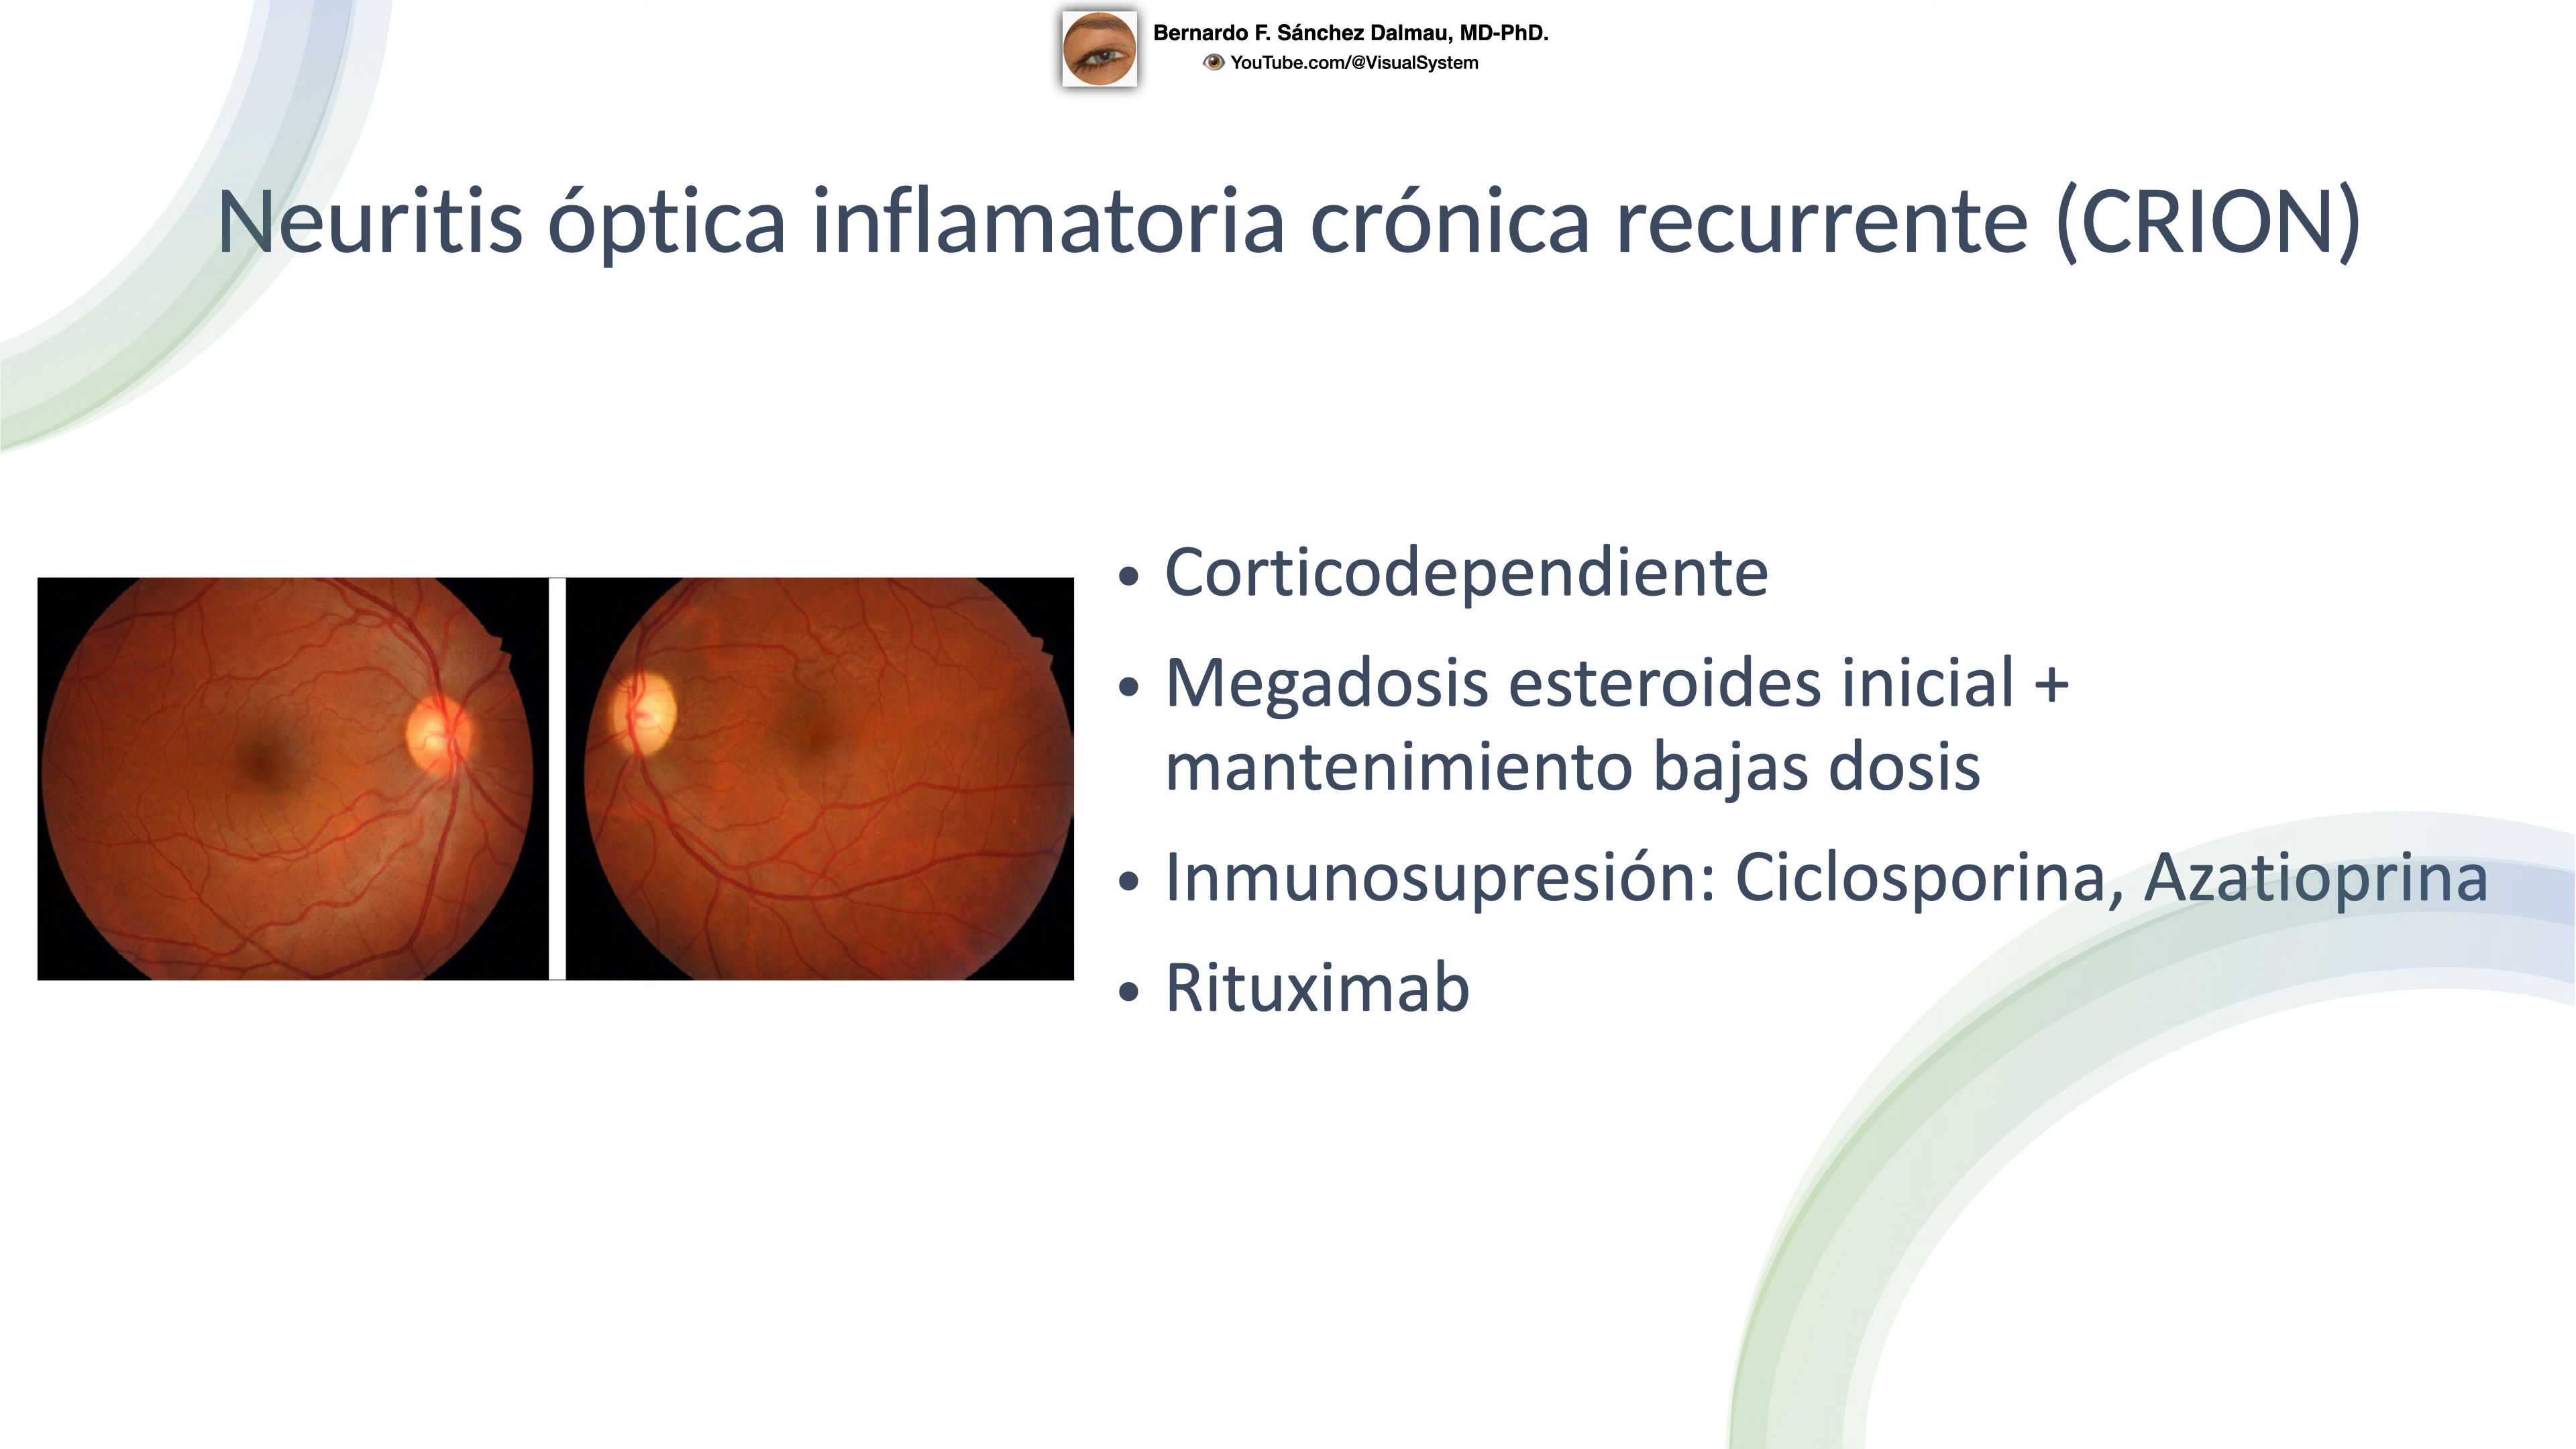 Bernardo F. Sánchez Dalmau, MD-PhD.
YouTube.com/@VisualSystem
Neuritis óptica inflamatoria crónica recurrente (CRION)
• Corticodependiente
• Megadosis esteroides inicial +
mantenimiento bajas dosis
• Inmunosupresión: Ciclosporina, Azatioprina
• Rituximab